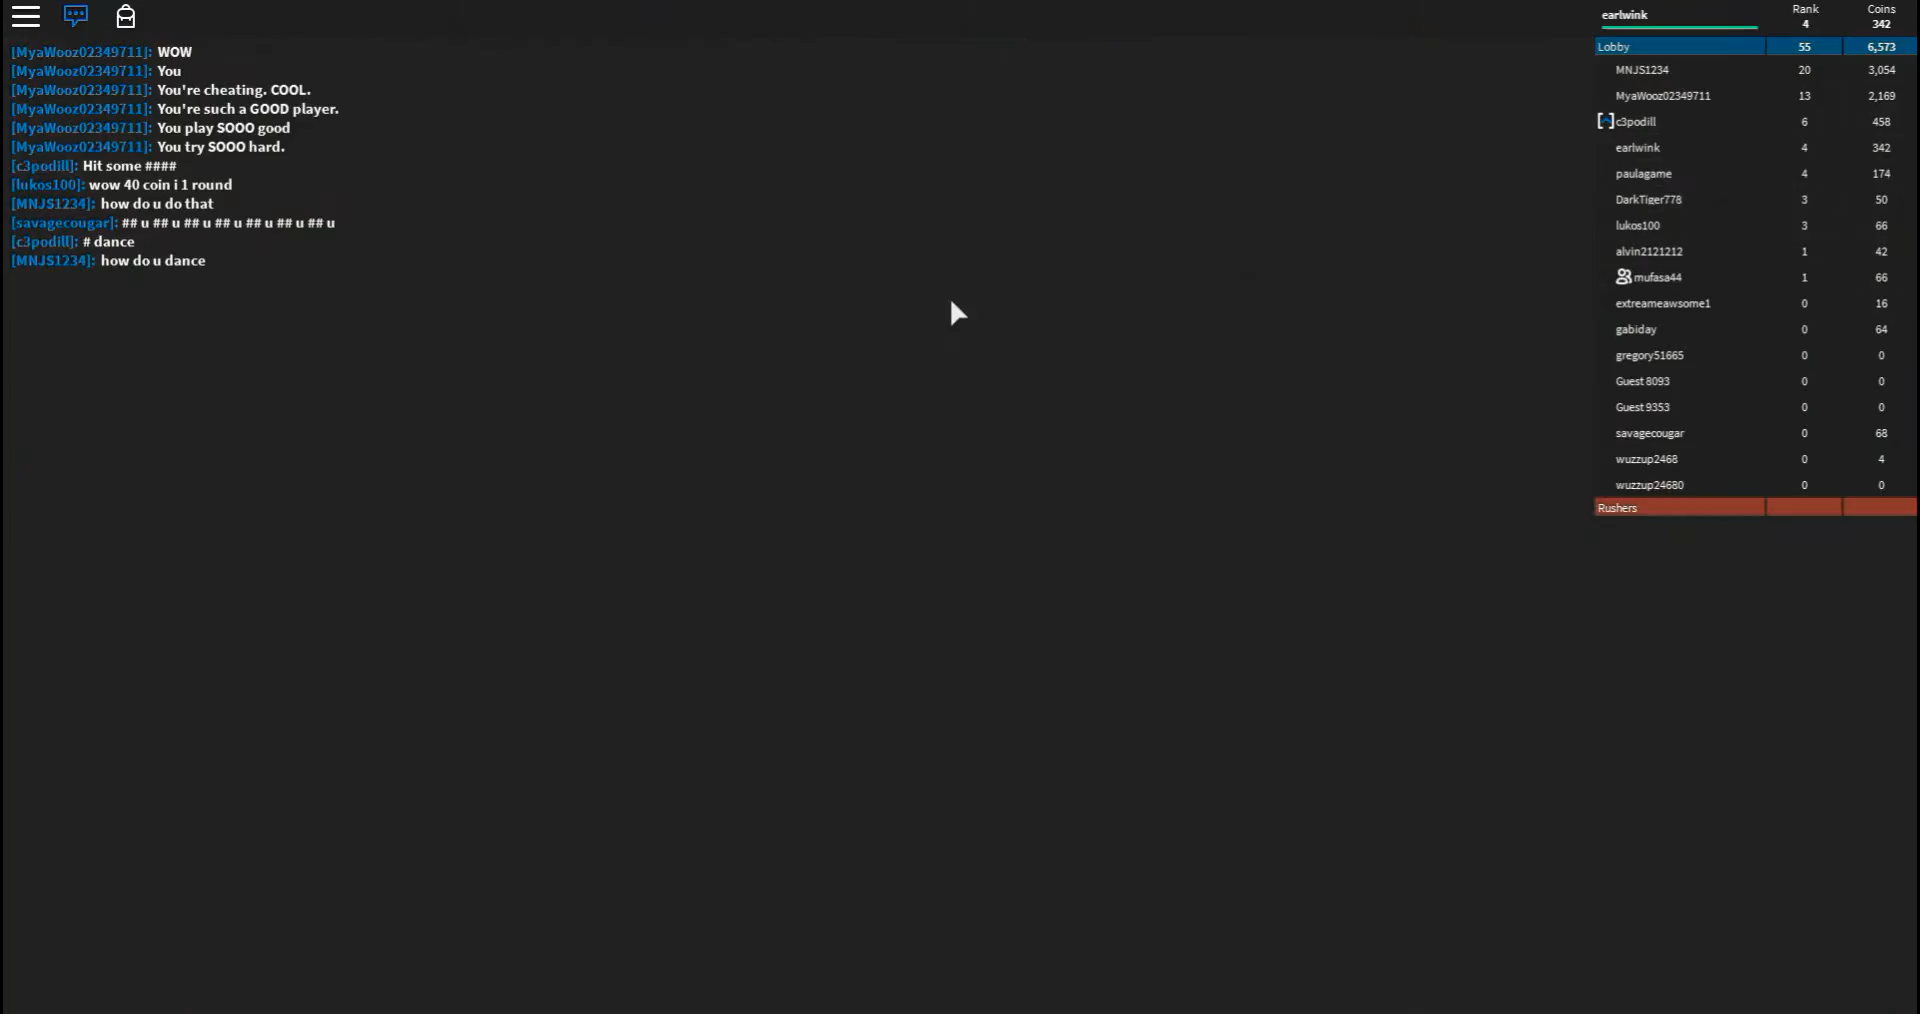 [MyaWooz02349711]: WOW
[MyaWooz02349711]: You
[MyaWooz02349711]: You're cheating. COOL.
[MyaWooz02349711]: You're such a GOOD player.
[MyaWooz02349711]: You play SOOO good
[MyaWooz02349711]: You try SOOO hard.
[c3podill]: Hit some ####
[lukos100]: wow 40 coin i 1 round
[MNJS1234]: how do u do that
[savagecougar]: ## u ## u ## u ## u ## u ## u ## u
[c3podill]: # dance
[MNJS1234]: how do u dance
earlwink Rank Coins
4 342
Lobby 55 6,573
MNJS1234 20 3,054
MyaWooz02349711 13 2,169
c3podill 6 458
earlwink 4 342
paulagame 4 174
DarkTiger778 3 50
lukos100 3 66
alvin2121212 1 42
mufasa44 1 66
extreameawsome1 0 16
gabiday 0 64
gregory51665 0 0
Guest 8093 0 0
Guest 9353 0 0
savagecougar 0 68
wuzzup2468 0 4
wuzzup24680 0 0
Rushers